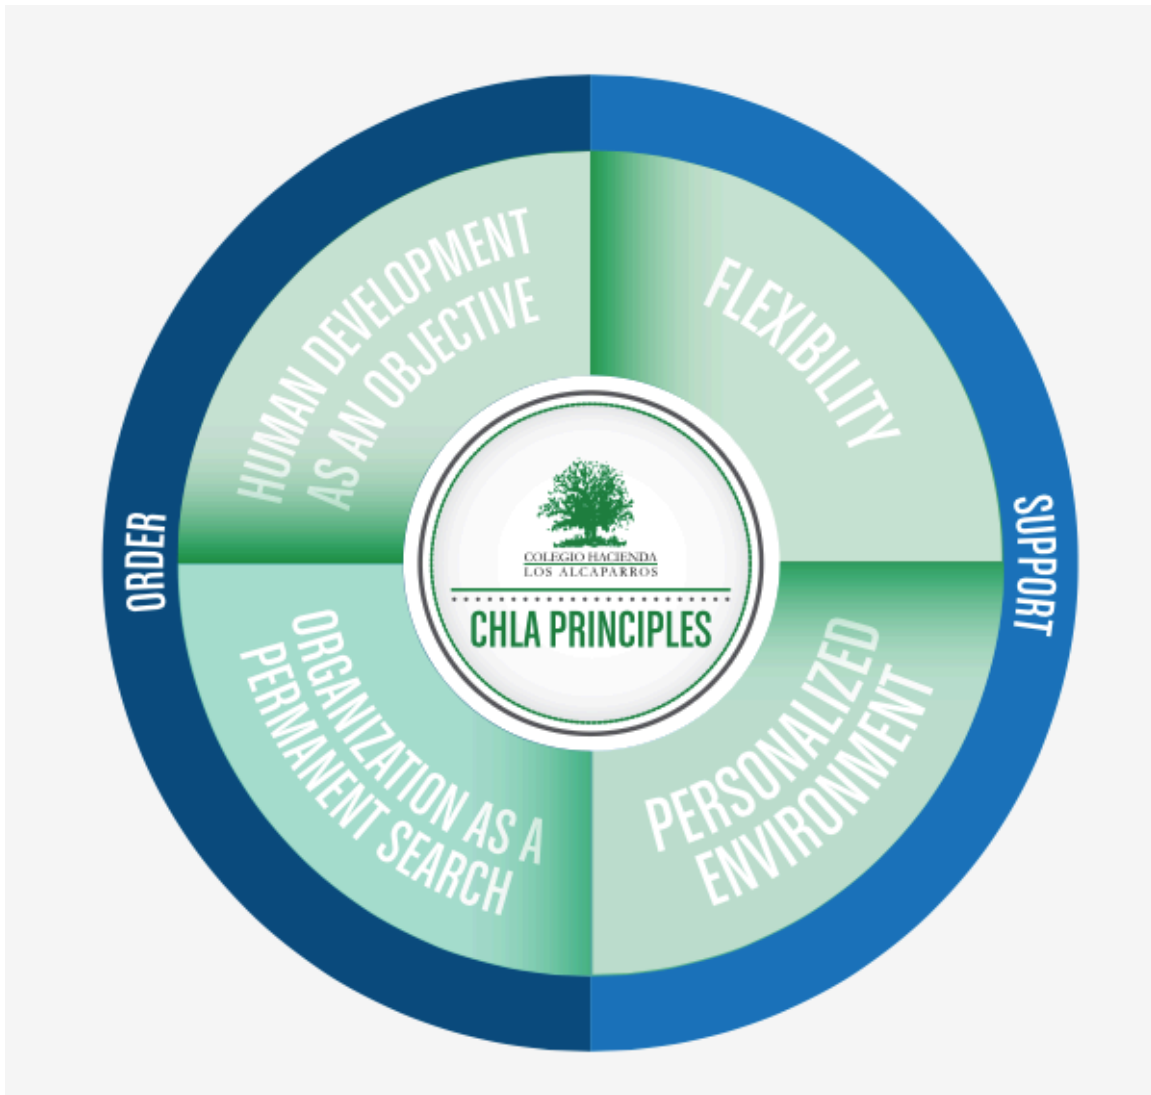 HUMAN DEVELOPMENT
AS AN OBJECTIVE
FLEXIBILITY
ORDER
SUPPORT
COLEGIO HACIENDA
LOS ALCAPARROS
CHLA PRINCIPLES
ORGANIZATION AS A
PERMANENT SEARCH
PERSONALIZED
ENVIRONMENT